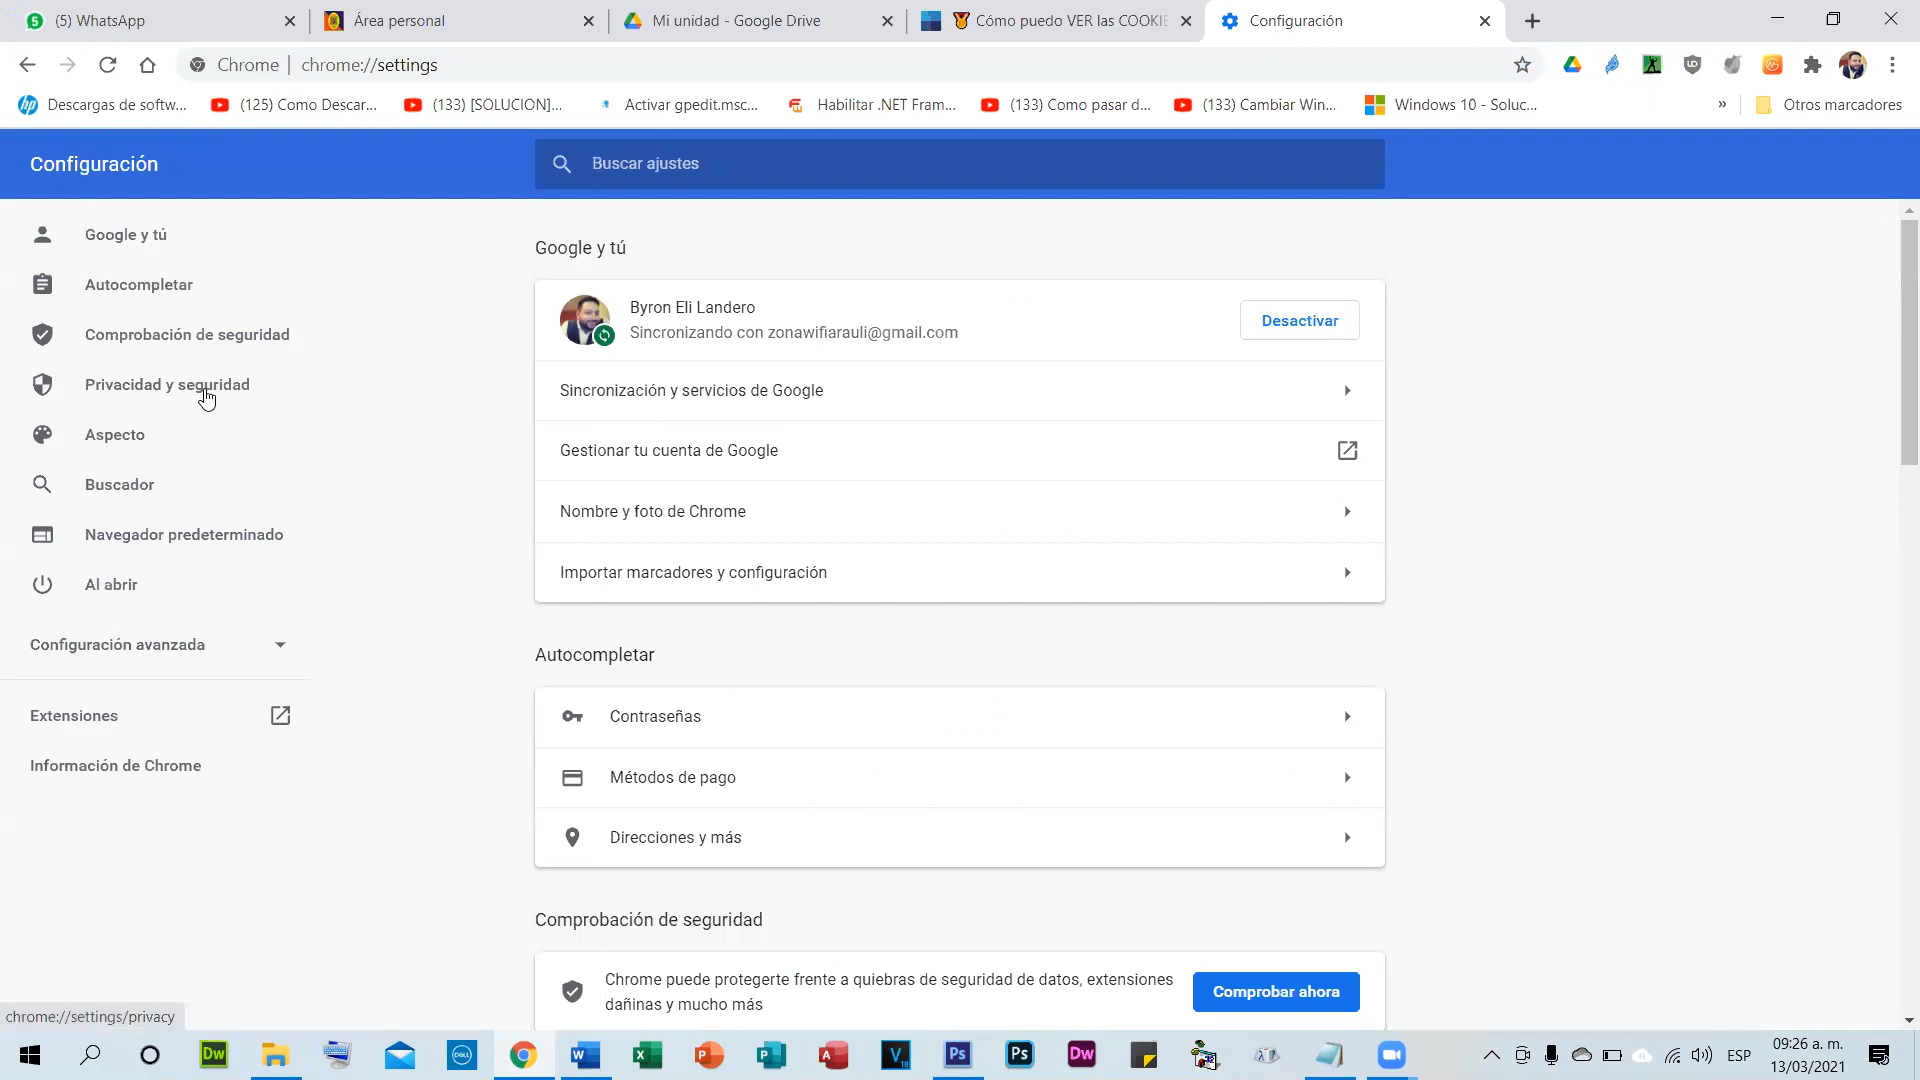 (5) WhatsApp
Área personal
Mi unidad - Google Drive
Cómo puedo VER las COOKIE
Configuración
Chrome | chrome://settings
Descargas de softw...
(125) Como Descar...
(133) [SOLUCION]...
Activar gpedit.msc...
Habilitar .NET Fram...
(133) Como pasar d...
(133) Cambiar Win...
Windows 10 - Soluc...
»
Otros marcadores
Configuración
Buscar ajustes
Google y tú
Autocompletar
Comprobación de seguridad
Privacidad y seguridad
Aspecto
Buscador
Navegador predeterminado
Al abrir
Configuración avanzada
Extensiones
Información de Chrome
Google y tú
Byron Eli Landero
Sincronizando con zonawifiarauli@gmail.com
Desactivar
Sincronización y servicios de Google
Gestionar tu cuenta de Google
Nombre y foto de Chrome
Importar marcadores y configuración
Autocompletar
Contraseñas
Métodos de pago
Direcciones y más
Comprobación de seguridad
Chrome puede protegerte frente a quiebras de seguridad de datos, extensiones
dañinas y mucho más
Comprobar ahora
chrome://settings/privacy
ESP
09:26 a. m.
13/03/2021